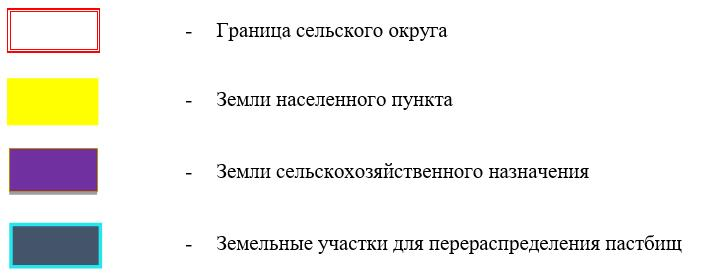 - Граница сельского округа
- Земли населенного пункта
- Земли сельскохозяйственного назначения
- Земельные участки для перераспределения пастбищ